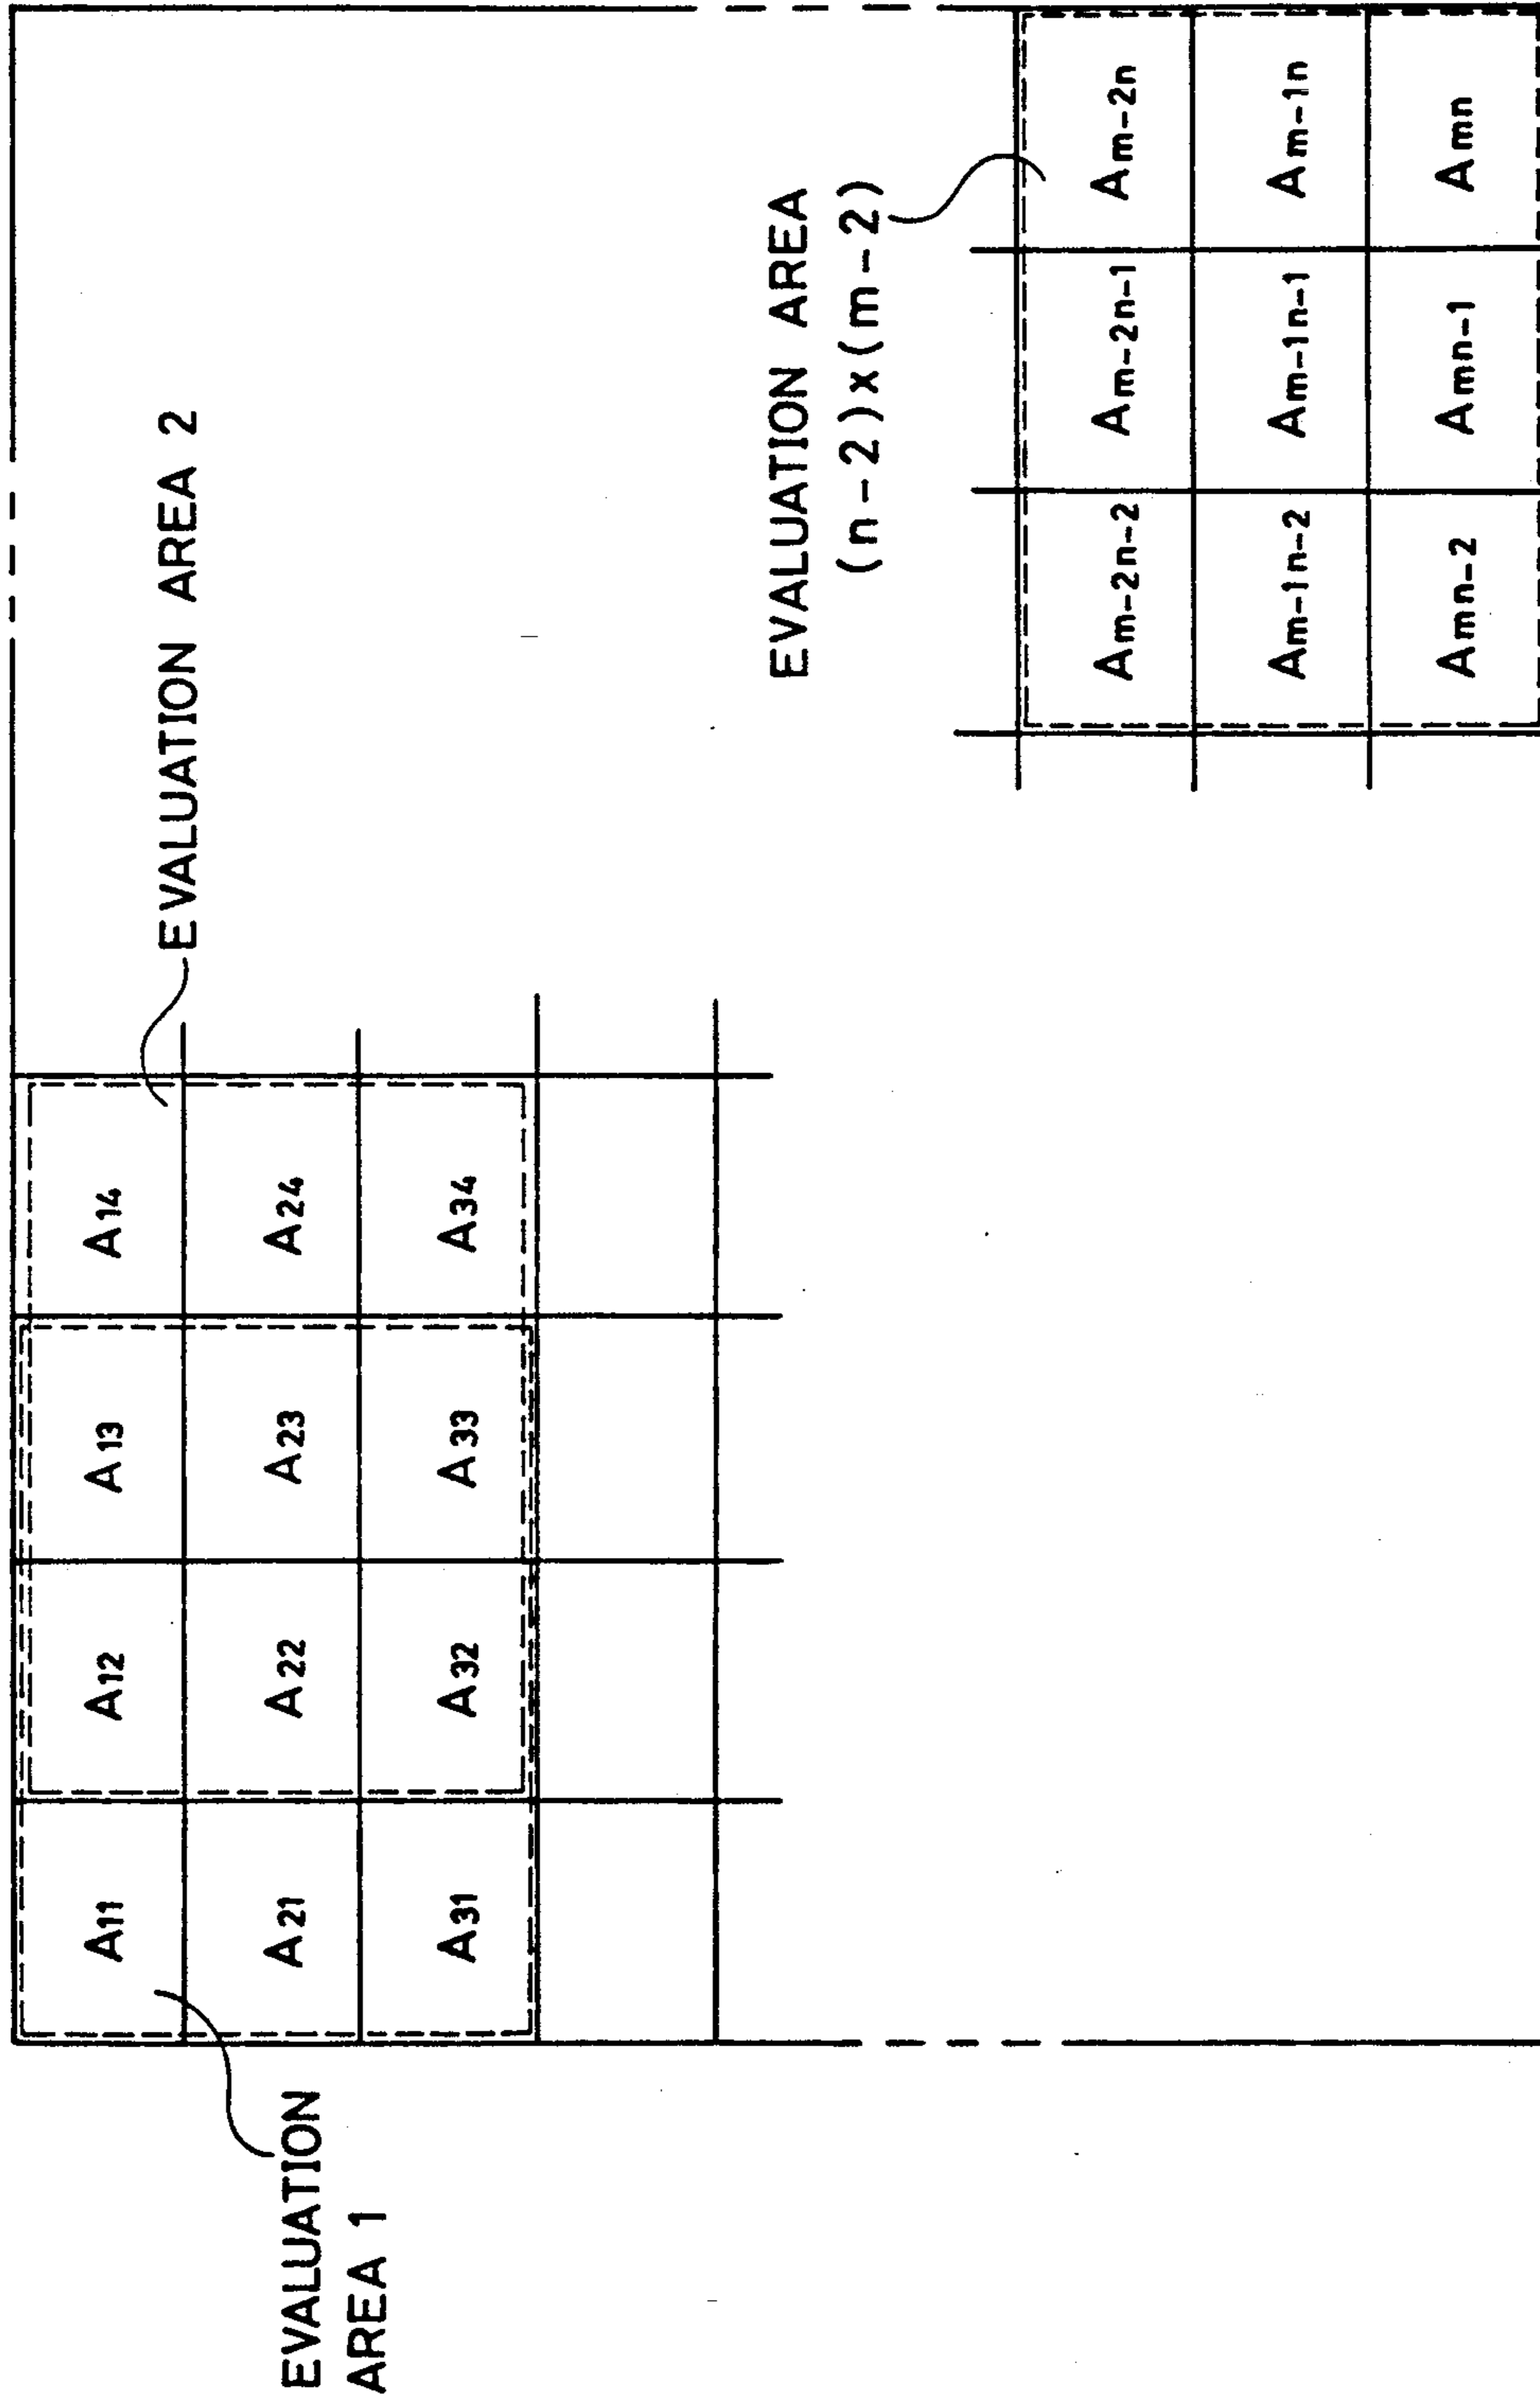 EVALUATION
AREA 1
EVALUATION AREA 2
A11 A12 A13 A14
A21 A22 A23 A24
A31 A32 A33 A34
EVALUATION AREA
(n-2)x(m-2)
Am-2n-2 Am-2n-1 Am-2n
Am-1n-2 Am-1n-1 Am-1n
Amn-2 Amn-1 Amn